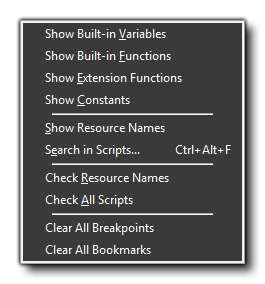 Show Built-in Variables
Show Built-in Functions
Show Extension Functions
Show Constants
Show Resource Names
Search in Scripts... Ctrl+Alt+F
Check Resource Names
Check All Scripts
Clear All Breakpoints
Clear All Bookmarks